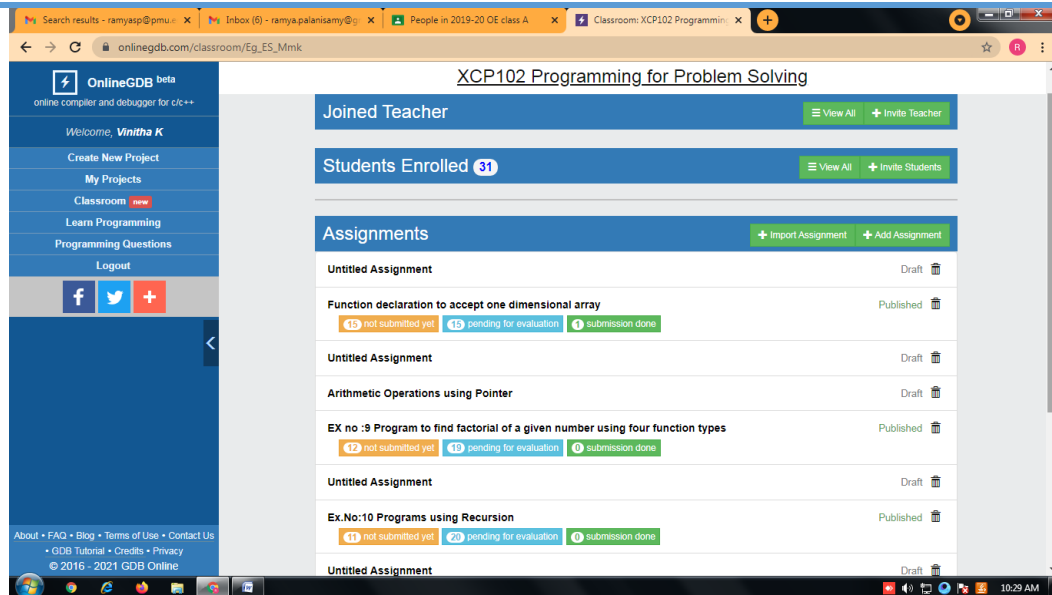 Search results - ramyasp@pmu.e
Inbox (6) - ramya.palanisamy@g
People in 2019-20 OE class A
Classroom: XCP102 Programmin
onlinegdb.com/classroom/Eg_ES_Mmk
R
OnlineGDB beta
online compiler and debugger for c/c++
Welcome, Vinitha K
Create New Project
My Projects
Classroom new
Learn Programming
Programming Questions
Logout
About • FAQ • Blog • Terms of Use • Contact Us
• GDB Tutorial • Credits • Privacy
© 2016 - 2021 GDB Online
XCP102 Programming for Problem Solving
Joined Teacher View All Invite Teacher
Students Enrolled 31 View All Invite Students
Assignments Import Assignment Add Assignment
Untitled Assignment Draft
Function declaration to accept one dimensional array Published
15 not submitted yet 15 pending for evaluation 1 submission done
Untitled Assignment Draft
Arithmetic Operations using Pointer Draft
EX no :9 Program to find factorial of a given number using four function types Published
12 not submitted yet 19 pending for evaluation 0 submission done
Untitled Assignment Draft
Ex.No:10 Programs using Recursion Published
11 not submitted yet 20 pending for evaluation 0 submission done
Untitled Assignment Draft
10:29 AM